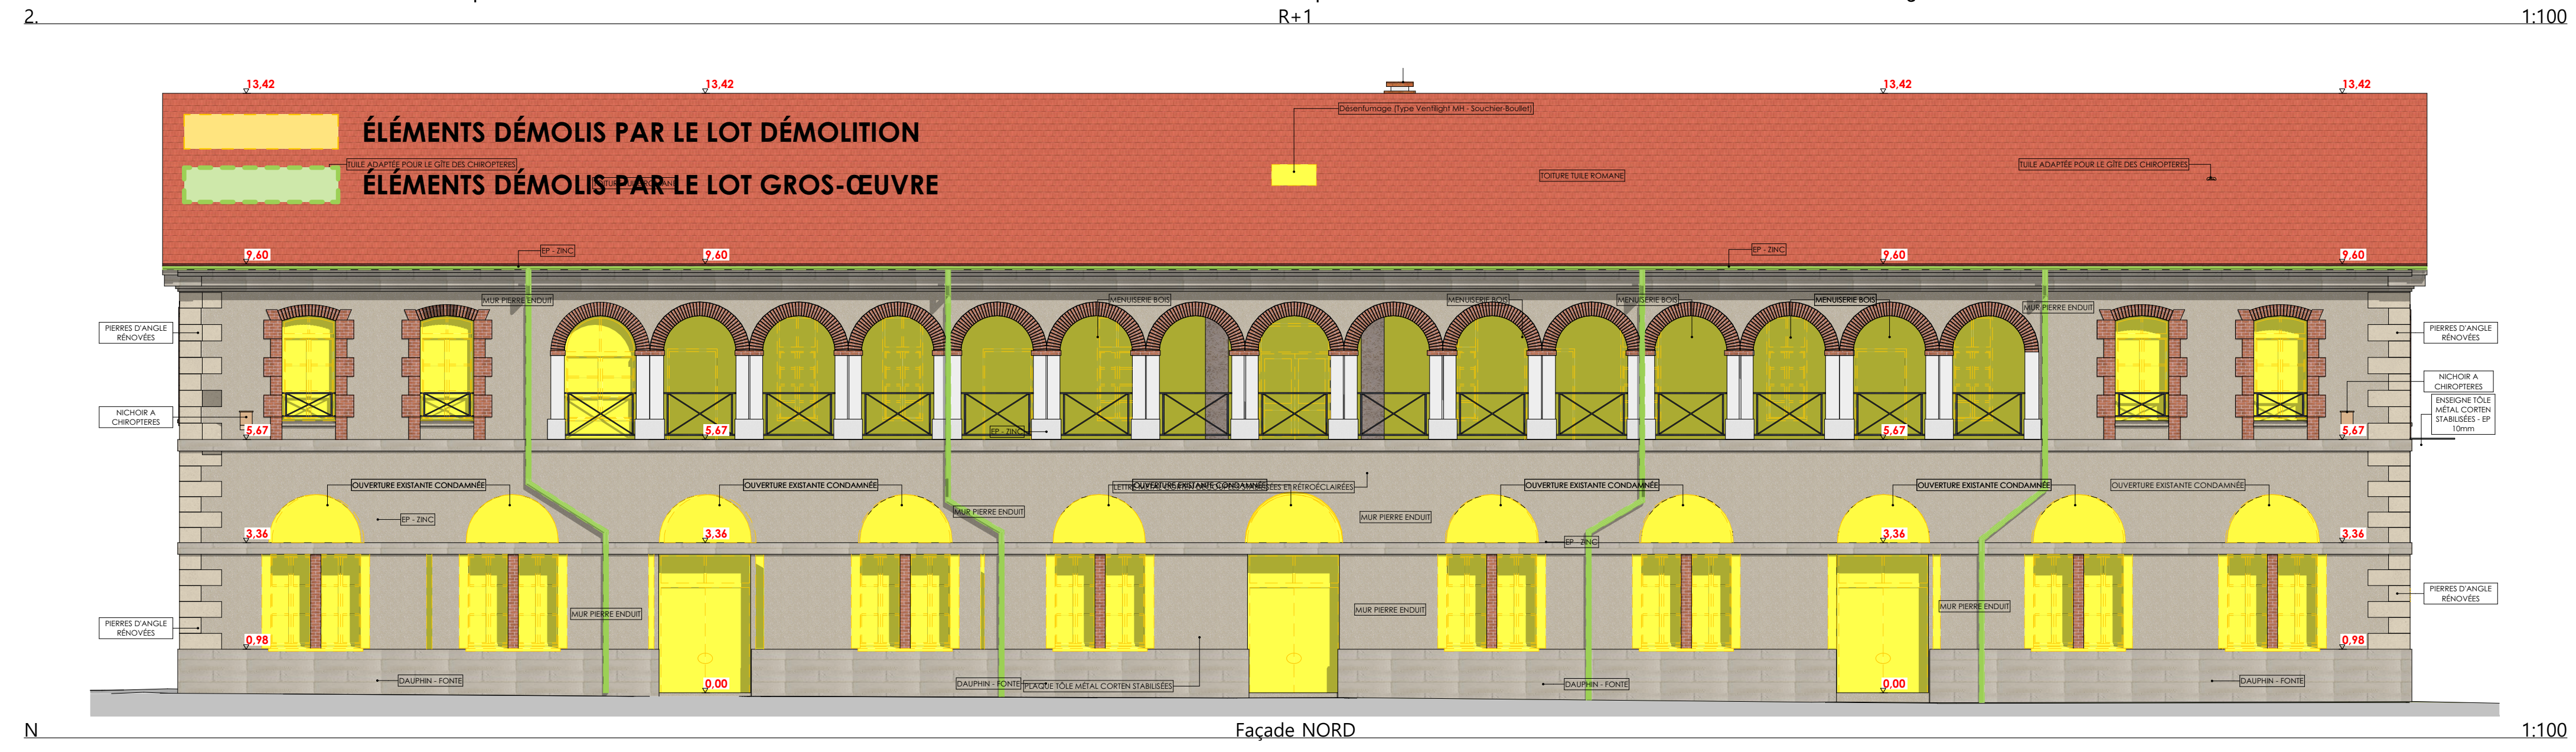 2.
R+1
1:100
13,42
13,42
13,42
13,42
Désenfumage (Type Ventilight MH - Souchier-Boullet)
ÉLÉMENTS DÉMOLIS PAR LE LOT DÉMOLITION
TUILE ADAPTÉE POUR LE GÎTE DES CHIROPTERES
TUILE ADAPTÉE POUR LE GÎTE DES CHIROPTERES
TOITURE TUILE ROMANE
ÉLÉMENTS DÉMOLIS PAR LE LOT GROS-ŒUVRE
EP - ZINC
EP - ZINC
9,60
9,60
9,60
9,60
MUR PIERRE ENDUIT
MENUISERIE BOIS
MENUISERIE BOIS
MENUISERIE BOIS
MENUISERIE BOIS
MUR PIERRE ENDUIT
PIERRES D'ANGLE
RÉNOVÉES
PIERRES D'ANGLE
RÉNOVÉES
NICHOIR A
CHIROPTERES
NICHOIR A
CHIROPTERES
ENSEIGNE TÔLE
MÉTAL CORTEN
STABILISÉES - EP
10mm
5,67
5,67
EP - ZINC
5,67
5,67
OUVERTURE EXISTANTE CONDAMNÉE
OUVERTURE EXISTANTE CONDAMNÉE
OUVERTURE EXISTANTE CONDAMNÉE
OUVERTURE EXISTANTE CONDAMNÉE
OUVERTURE EXISTANTE CONDAMNÉE
OUVERTURE EXISTANTE CONDAMNÉE
EP - ZINC
MUR PIERRE ENDUIT
MUR PIERRE ENDUIT
3,36
3,36
EP - ZINC
3,36
3,36
MUR PIERRE ENDUIT
MUR PIERRE ENDUIT
MUR PIERRE ENDUIT
PIERRES D'ANGLE
RÉNOVÉES
PIERRES D'ANGLE
RÉNOVÉES
0,98
0,98
DAUPHIN - FONTE
0,00
DAUPHIN - FONTE
PLAQUE TÔLE MÉTAL CORTEN STABILISÉES
DAUPHIN - FONTE
0,00
DAUPHIN - FONTE
N
Façade NORD
1:100